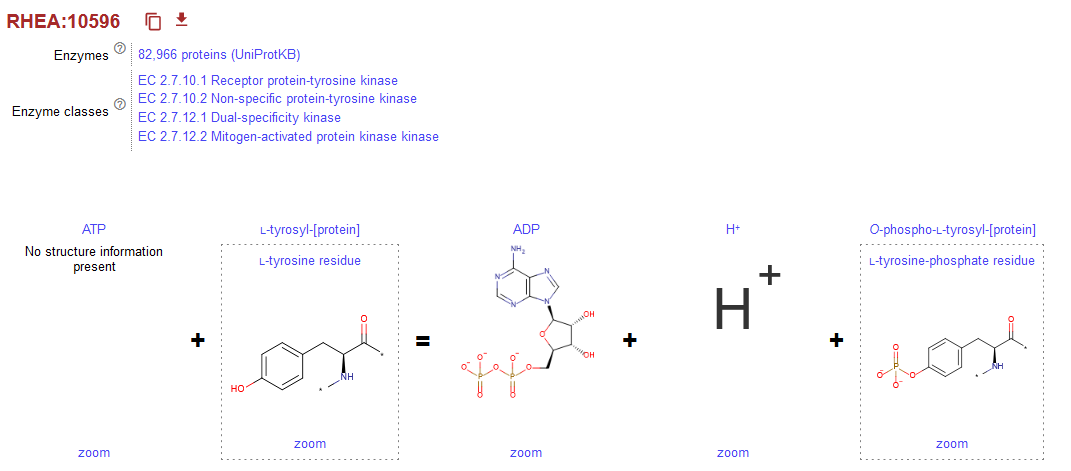 RHEA:10596
Enzymes ? 82,966 proteins (UniProtKB)
Enzyme classes ? EC 2.7.10.1 Receptor protein-tyrosine kinase
EC 2.7.10.2 Non-specific protein-tyrosine kinase
EC 2.7.12.1 Dual-specificity kinase
EC 2.7.12.2 Mitogen-activated protein kinase kinase
ATP
No structure information
present
zoom
+
ʟ-tyrosyl-[protein]
ʟ-tyrosine residue
O
HO
NH
*
*
zoom
=
ADP
NH₂
N
N
N
N
O
OH
OH
O⁻
O⁻
O⁻
P
O
P
O
O
O
zoom
+
H⁺
H⁺
zoom
+
O-phospho-ʟ-tyrosyl-[protein]
ʟ-tyrosine-phosphate residue
O
O
O⁻
P
O
O⁻
NH
*
*
zoom